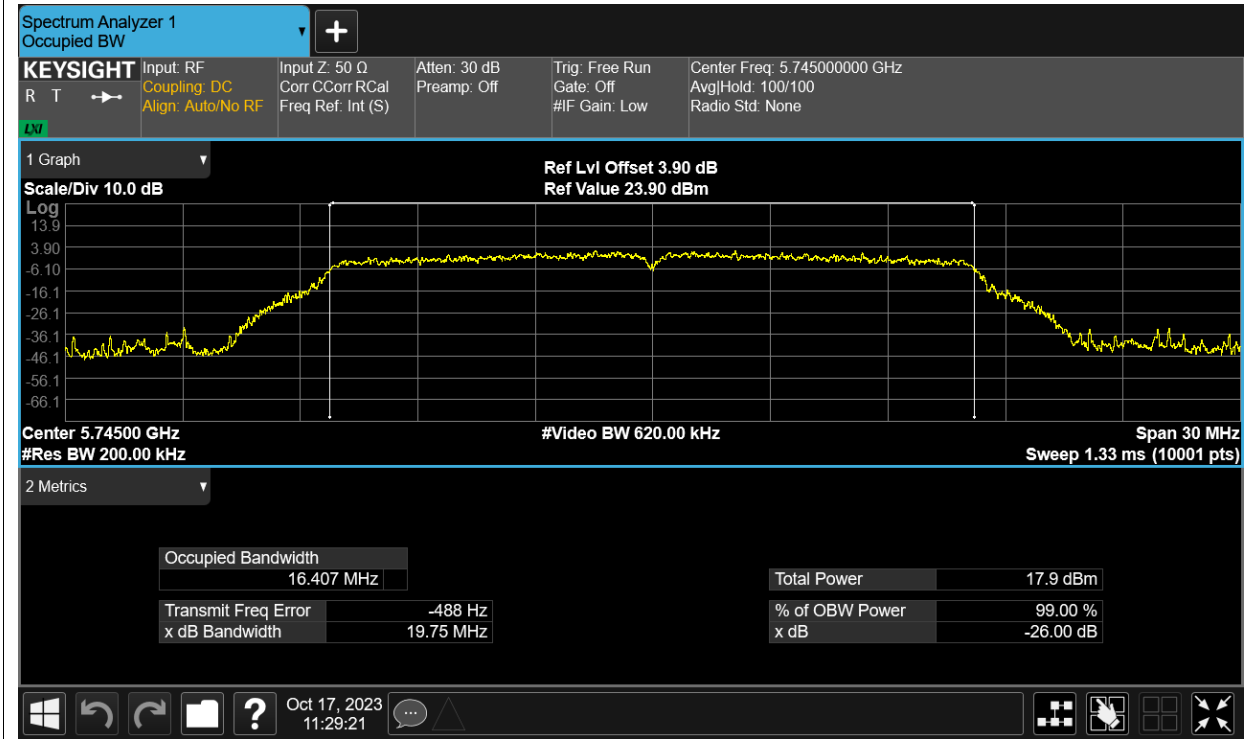 Spectrum Analyzer 1
Occupied BW
KEYSIGHT
R T
LXI
Input: RF
Coupling: DC
Align: Auto/No RF
Input Z: 50 Ω
Corr CCorr RCal
Freq Ref: Int (S)
Atten: 30 dB
Preamp: Off
Trig: Free Run
Gate: Off
#IF Gain: Low
Center Freq: 5.745000000 GHz
Avg|Hold: 100/100
Radio Std: None
1 Graph
Scale/Div 10.0 dB
Ref Lvl Offset 3.90 dB
Ref Value 23.90 dBm
Log
13.9
3.90
-6.10
-16.1
-26.1
-36.1
-46.1
-56.1
-66.1
Center 5.74500 GHz
#Video BW 620.00 kHz
Span 30 MHz
#Res BW 200.00 kHz
Sweep 1.33 ms (10001 pts)
2 Metrics
Occupied Bandwidth
16.407 MHz
Total Power 17.9 dBm
Transmit Freq Error -488 Hz
% of OBW Power 99.00 %
x dB Bandwidth 19.75 MHz
x dB -26.00 dB
?
Oct 17, 2023
11:29:21